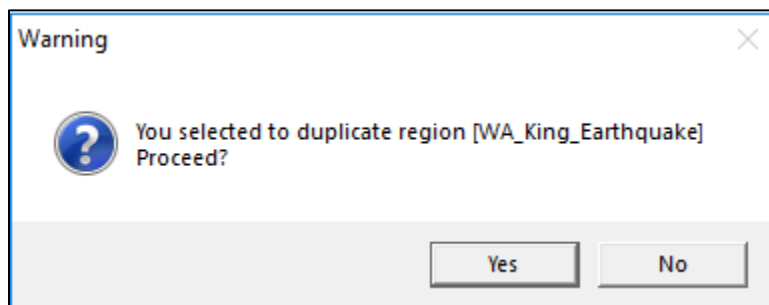 Warning
You selected to duplicate region [WA_King_Earthquake]
Proceed?
Yes
No